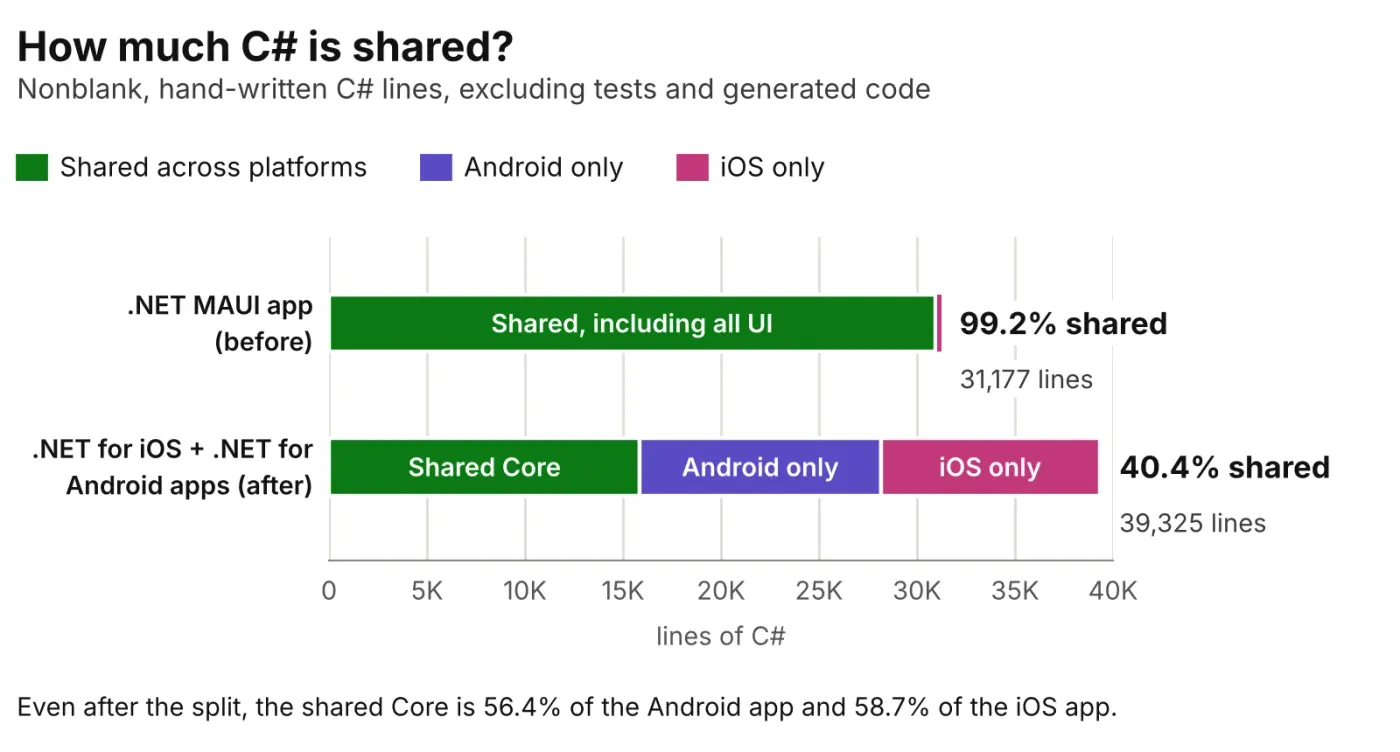 How much C# is shared?
Nonblank, hand-written C# lines, excluding tests and generated code
Shared across platforms
Android only
iOS only
.NET MAUI app
(before)
Shared, including all UI
99.2% shared
31,177 lines
.NET for iOS + .NET for
Android apps (after)
Shared Core
Android only
iOS only
40.4% shared
39,325 lines
0 5K 10K 15K 20K 25K 30K 35K 40K
lines of C#
Even after the split, the shared Core is 56.4% of the Android app and 58.7% of the iOS app.